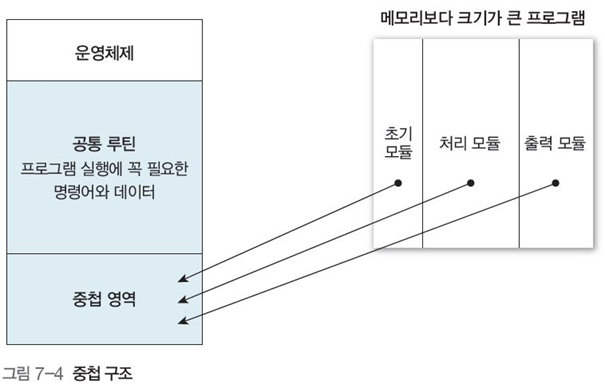 메모리보다 크기가 큰 프로그램
운영체제
공통 루틴
프로그램 실행에 꼭 필요한
명령어와 데이터
중첩 영역
초기
모듈
처리 모듈
출력 모듈
그림 7-4 중첩 구조